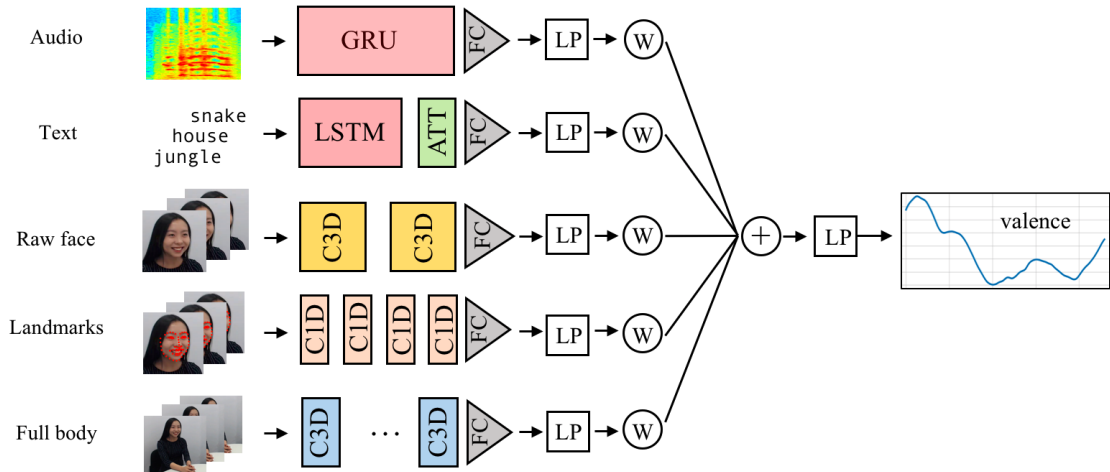 Audio GRU FC LP W
Text snake house jungle LSTM ATT FC LP W
Raw face C3D C3D FC LP W
+ LP valence
Landmarks C1D C1D C1D C1D FC LP W
Full body C3D ... C3D FC LP W